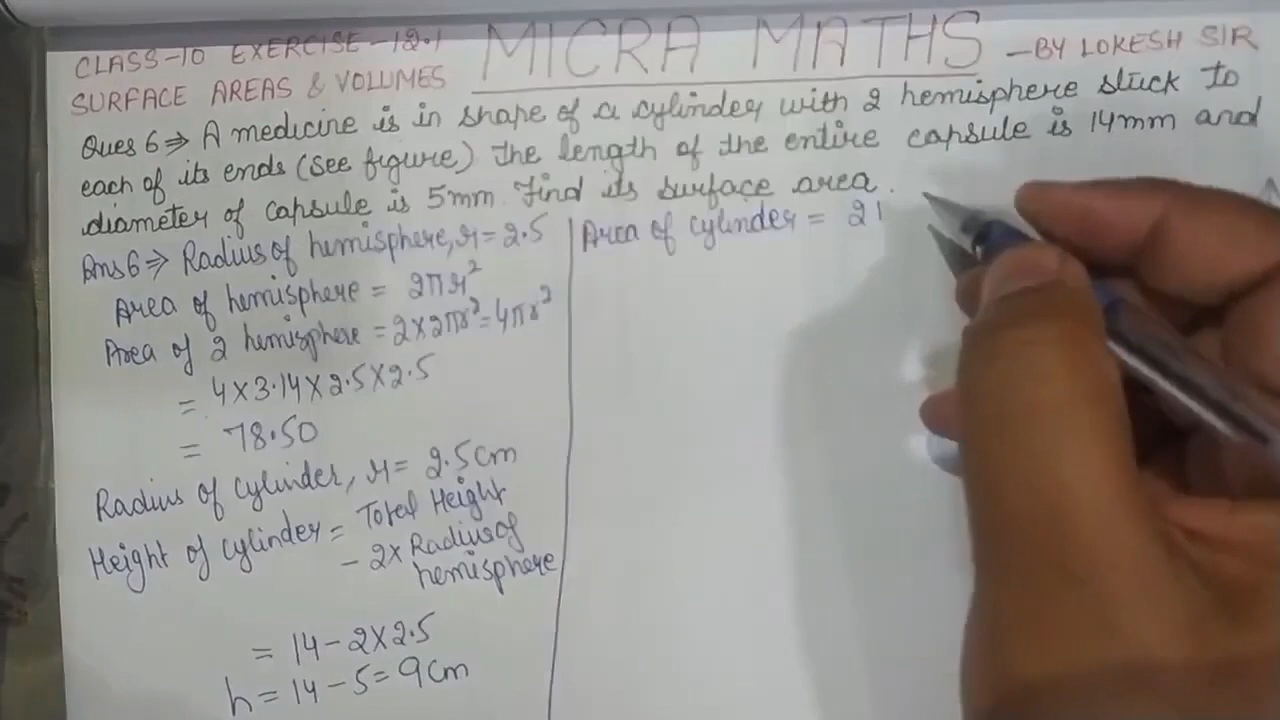 CLASS-10 EXERCISE-12.1
SURFACE AREAS & VOLUMES
MICRA MATHS
-BY LOKESH SIR
Ques 6⇒ A medicine is in shape of a cylinder with 2 hemisphere stuck to
each of its ends (see figure) The length of the entire capsule is 14mm and
diameter of capsule is 5mm. Find its surface area.
Ans 6⇒ Radius of hemisphere, r = 2.5
Area of hemisphere = 2πr²
Area of 2 hemisphere = 2×2πr² = 4πr²
= 4×3.14×2.5×2.5
= 78.50
Radius of cylinder, r = 2.5cm
Height of cylinder = Total Height
- 2× Radius of
hemisphere
= 14-2×2.5
h = 14-5 = 9cm
Area of cylinder = 2